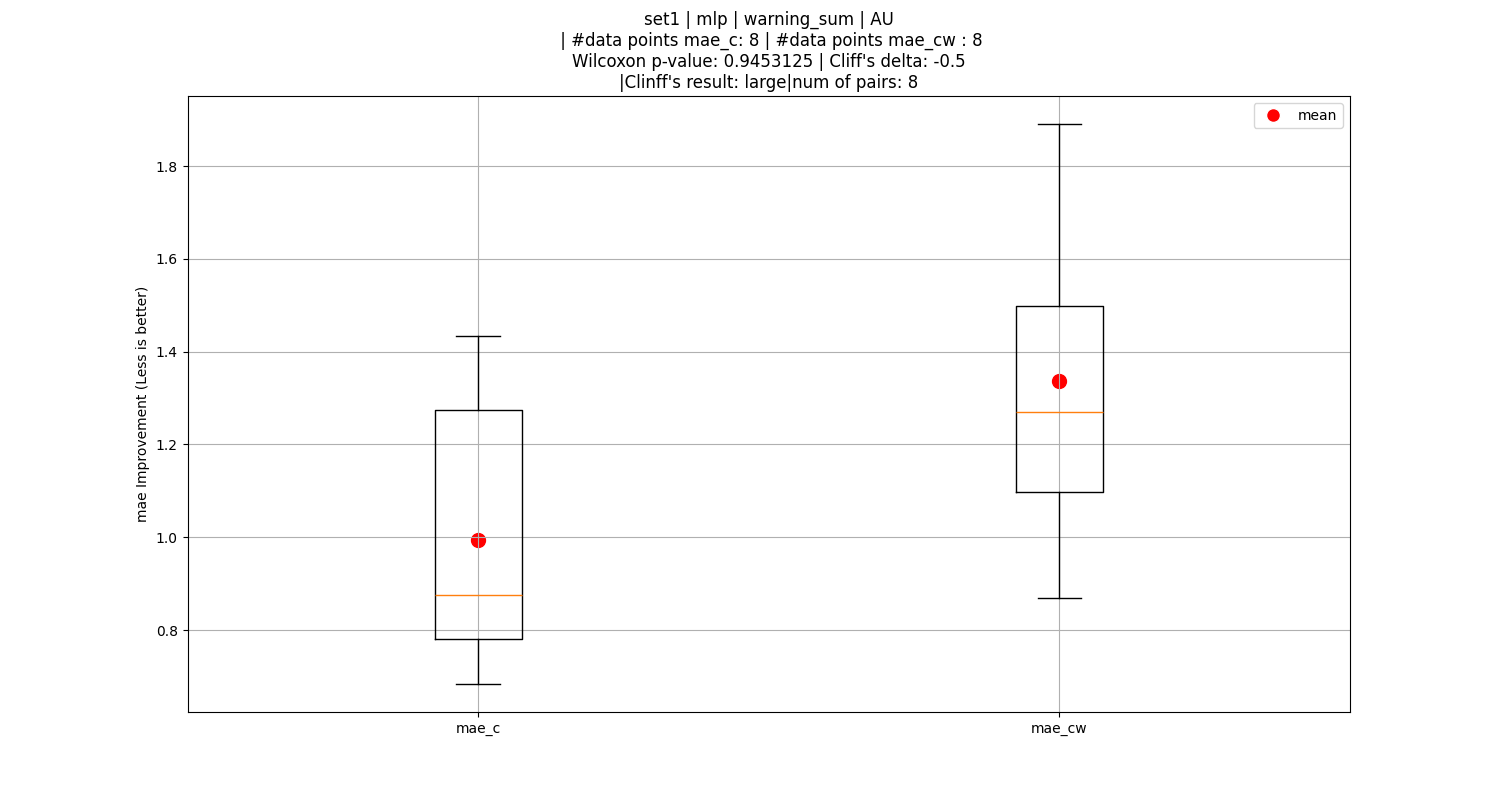 set1 | mlp | warning_sum | AU
| #data points mae_c: 8 | #data points mae_cw : 8
Wilcoxon p-value: 0.9453125 | Cliff's delta: -0.5
|Clinff's result: large|num of pairs: 8
mean
mae Improvement (Less is better)
1.8
1.6
1.4
1.2
1.0
0.8
mae_c
mae_cw